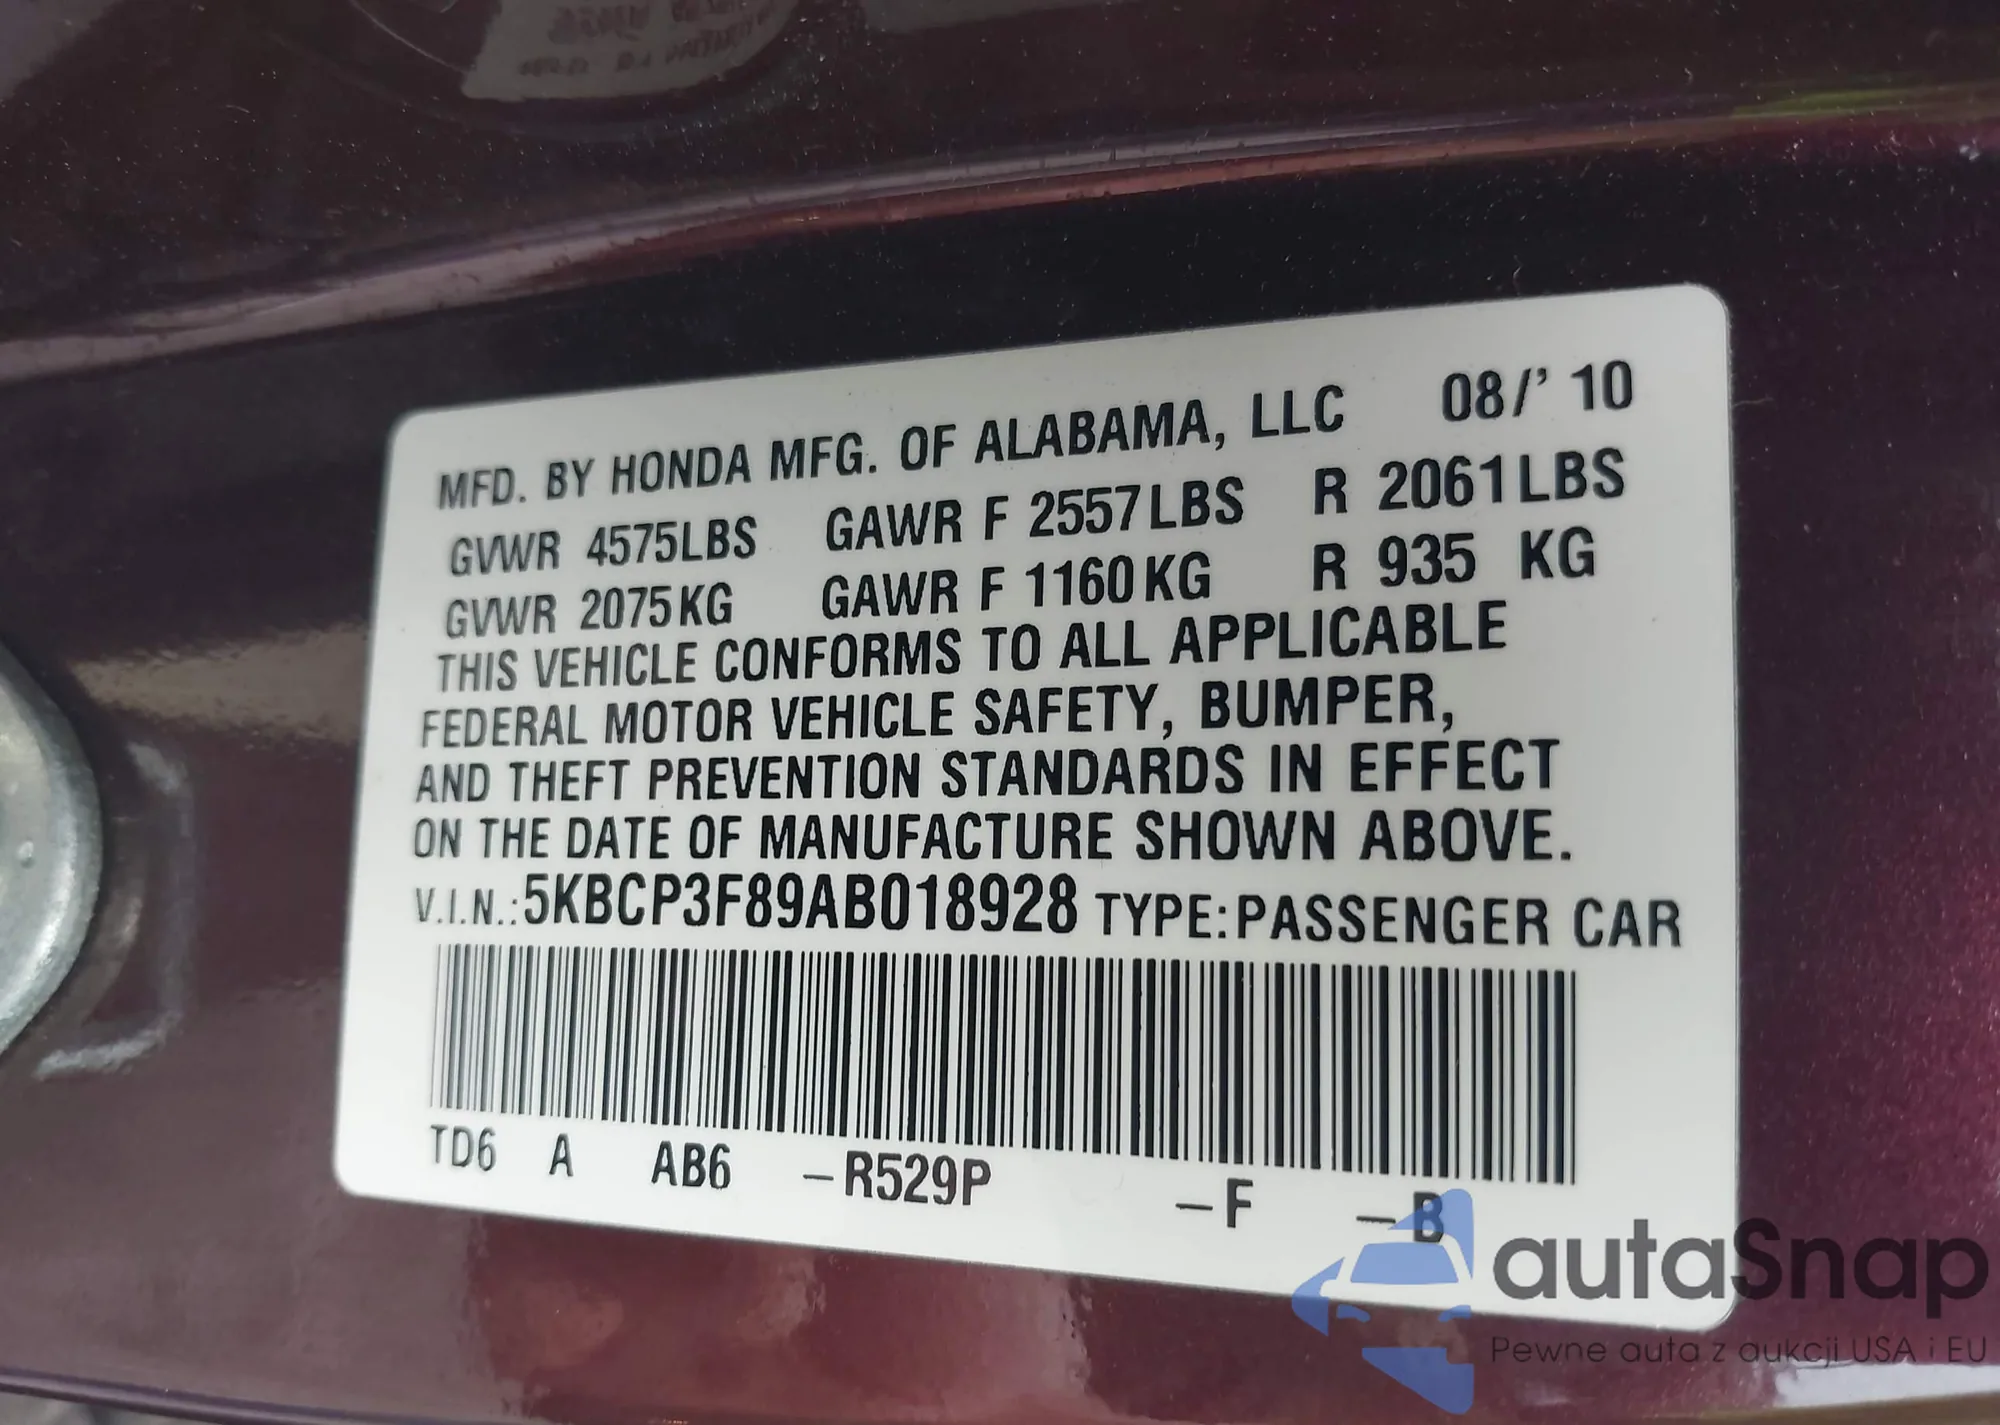 MFD. BY HONDA MFG. OF ALABAMA, LLC 08/' 10
GVWR 4575LBS GAWR F 2557LBS R 2061LBS
GVWR 2075KG GAWR F 1160KG R 935 KG
THIS VEHICLE CONFORMS TO ALL APPLICABLE
FEDERAL MOTOR VEHICLE SAFETY, BUMPER,
AND THEFT PREVENTION STANDARDS IN EFFECT
ON THE DATE OF MANUFACTURE SHOWN ABOVE.
V.I.N.:5KBCP3F89AB018928 TYPE:PASSENGER CAR
TD6 A AB6 –R529P –F –B
autaSnap
Pewne auta z aukcji USA i EU